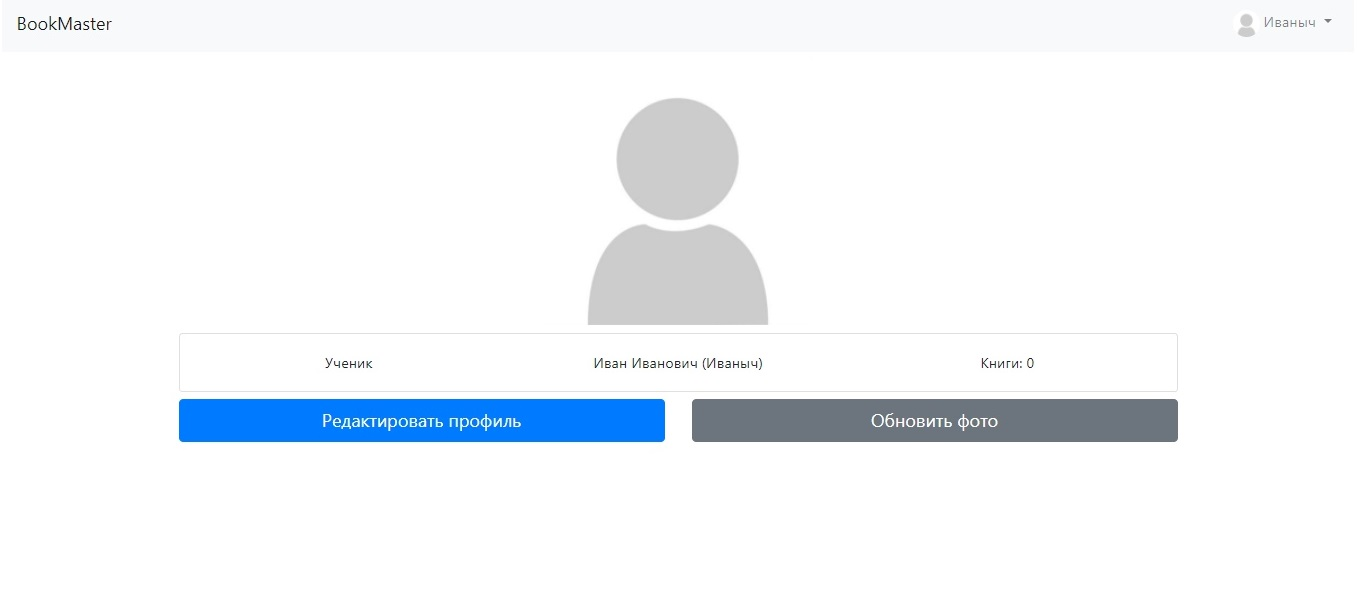 BookMaster
Иваныч
Ученик
Иван Иванович (Иваныч)
Книги: 0
Редактировать профиль
Обновить фото